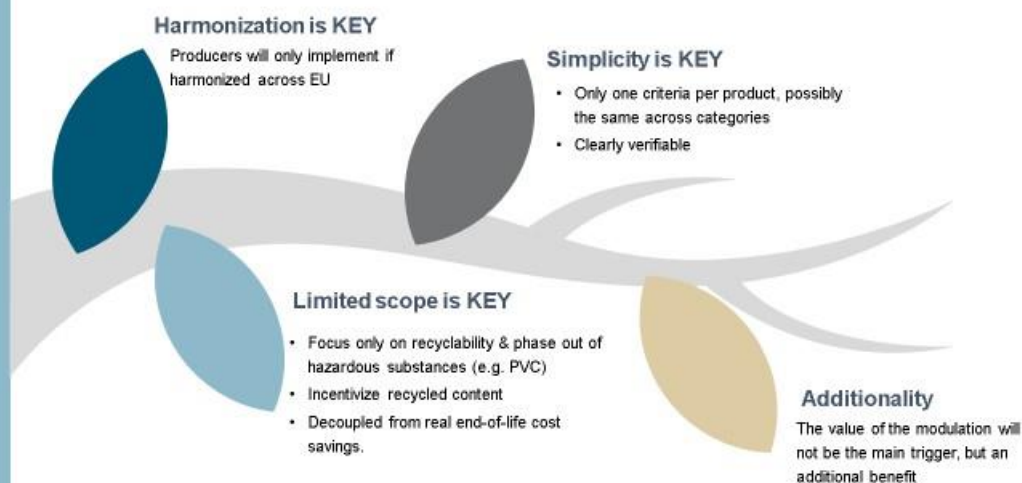 Harmonization is KEY
Producers will only implement if
harmonized across EU
Simplicity is KEY
• Only one criteria per product, possibly
the same across categories
• Clearly verifiable
Limited scope is KEY
• Focus only on recyclability & phase out of
hazardous substances (e.g. PVC)
• Incentivize recycled content
• Decoupled from real end-of-life cost
savings.
Additionality
The value of the modulation will
not be the main trigger, but an
additional benefit